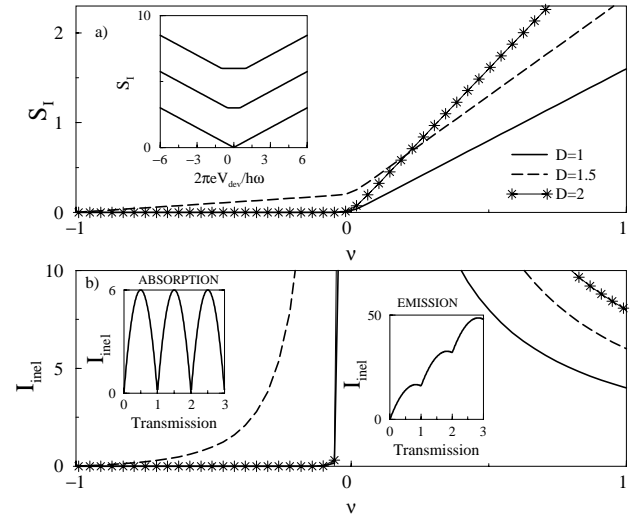 a)
10
5
0
S_I
-6 -3 0 3 6
2πeV_dev/hω
2
1
0
S_I
D=1
D=1.5
D=2
-1 0 1
ν
b)
10
5
0
I_inel
ABSORPTION
6
3
0
I_inel
0 1 2 3
Transmission
EMISSION
50
0
I_inel
0 1 2 3
Transmission
-1 0 1
ν